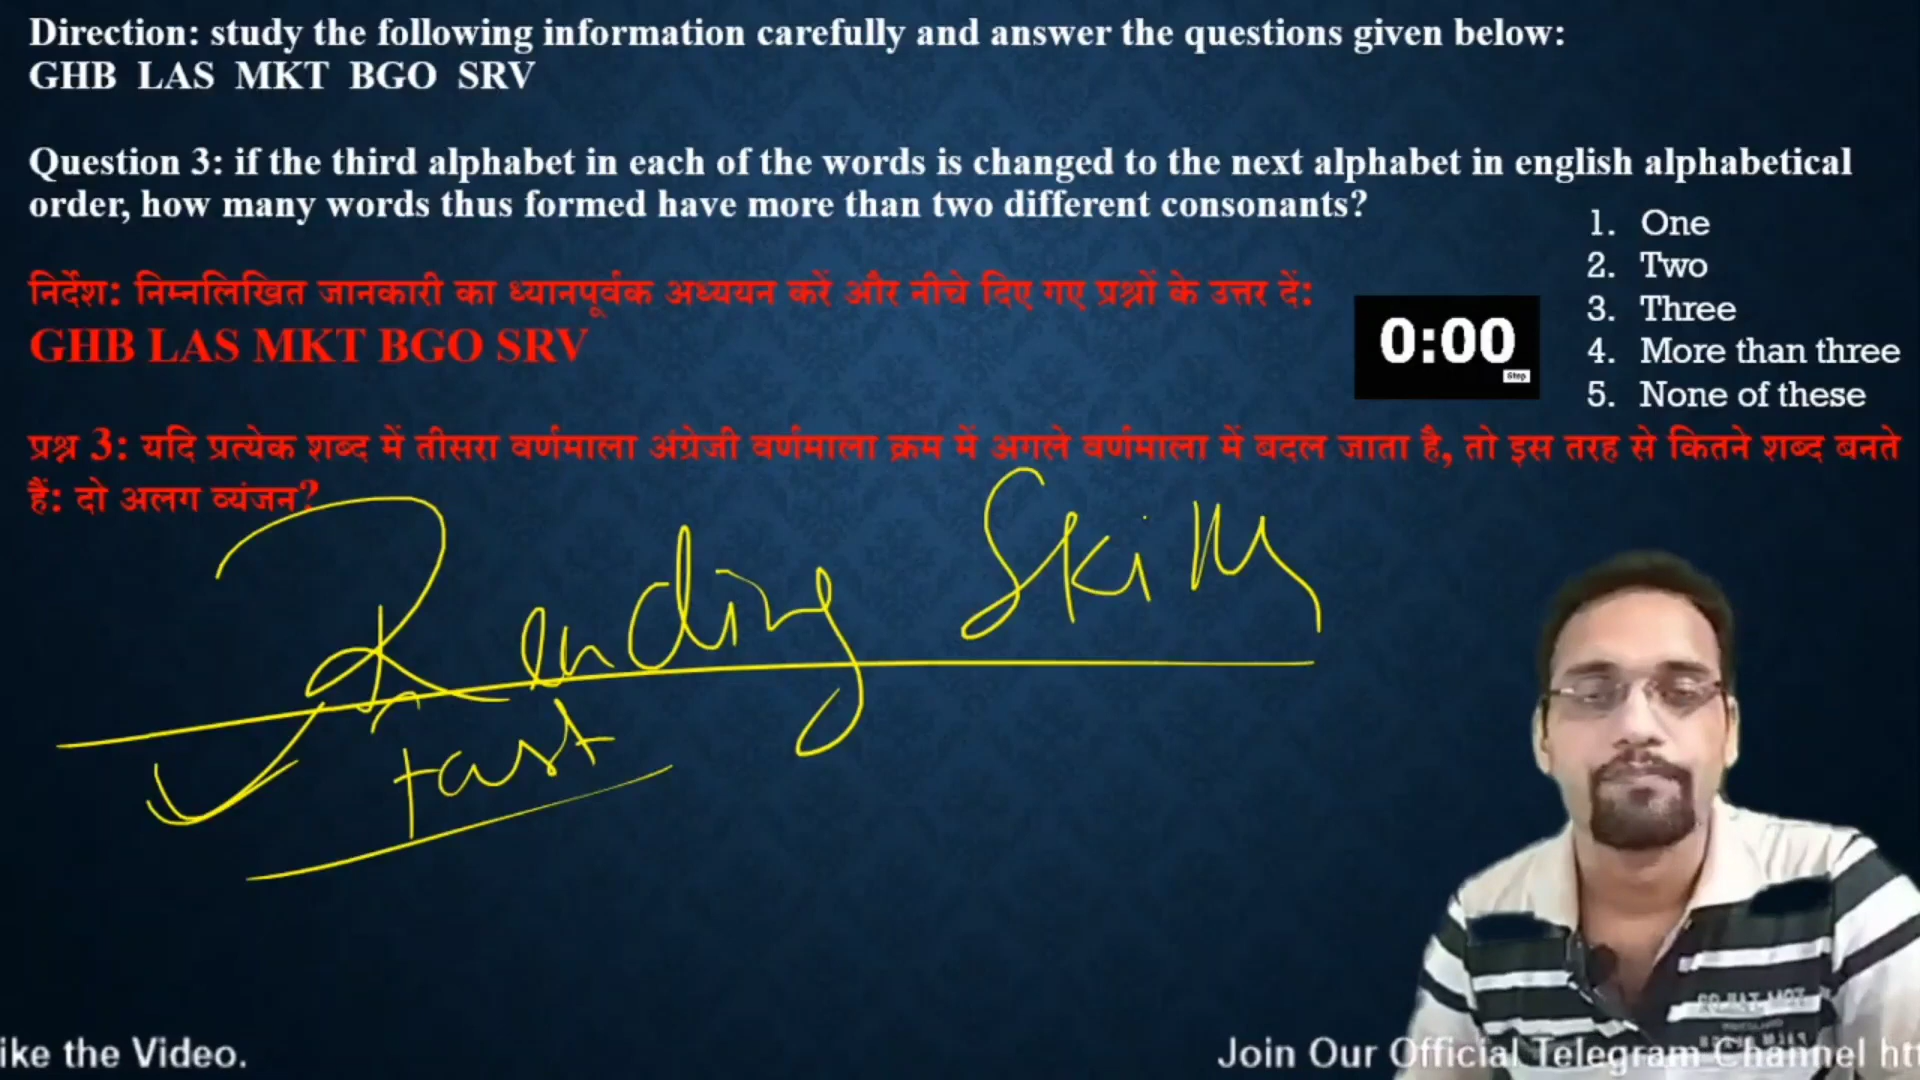 Direction: study the following information carefully and answer the questions given below:
GHB LAS MKT BGO SRV
Question 3: if the third alphabet in each of the words is changed to the next alphabet in english alphabetical
order, how many words thus formed have more than two different consonants?
1. One
2. Two
3. Three
4. More than three
5. None of these
निर्देश: निम्नलिखित जानकारी का ध्यानपूर्वक अध्ययन करें और नीचे दिए गए प्रश्नों के उत्तर दें:
GHB LAS MKT BGO SRV
0:00
Stop
प्रश्न 3: यदि प्रत्येक शब्द में तीसरा वर्णमाला अंग्रेजी वर्णमाला क्रम में अगले वर्णमाला में बदल जाता है, तो इस तरह से कितने शब्द बनते
हैं: दो अलग व्यंजन?
Reading Skills
fast
ike the Video.
Join Our Official Telegram Channel htt